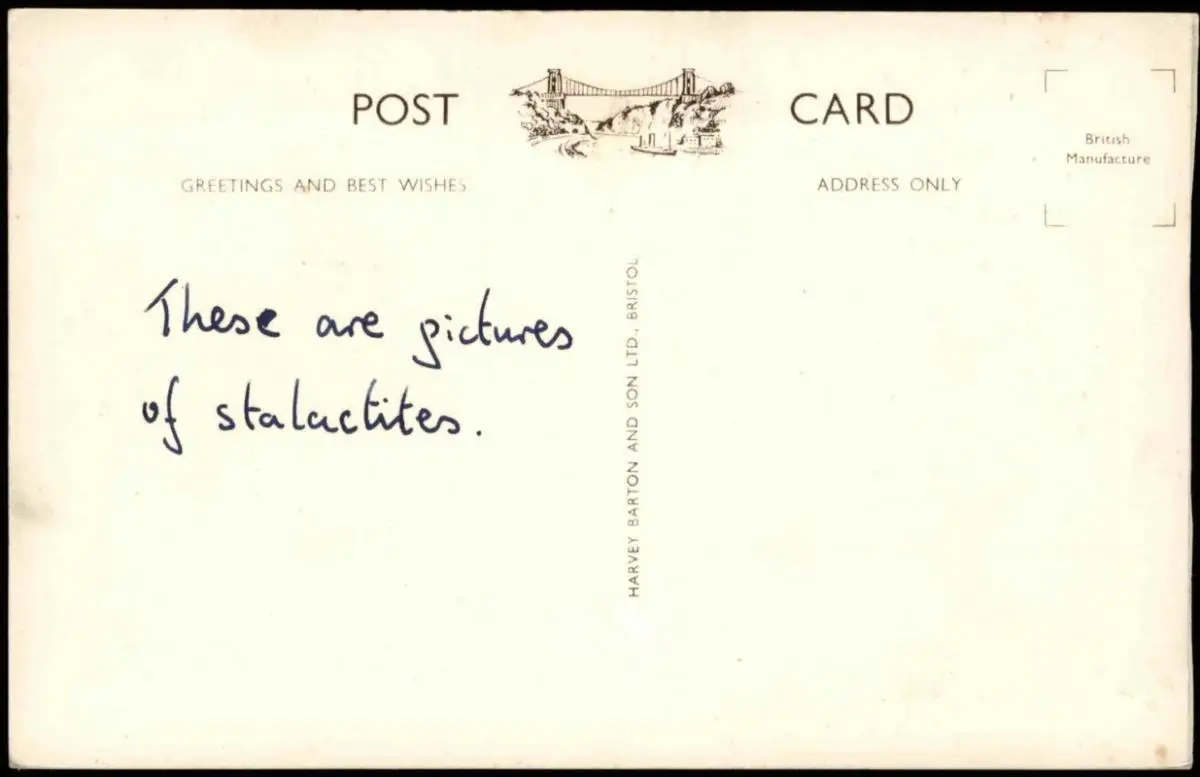 POST CARD
GREETINGS AND BEST WISHES
ADDRESS ONLY
British
Manufacture
These are pictures
of stalactites.
HARVEY BARTON AND SON LTD., BRISTOL